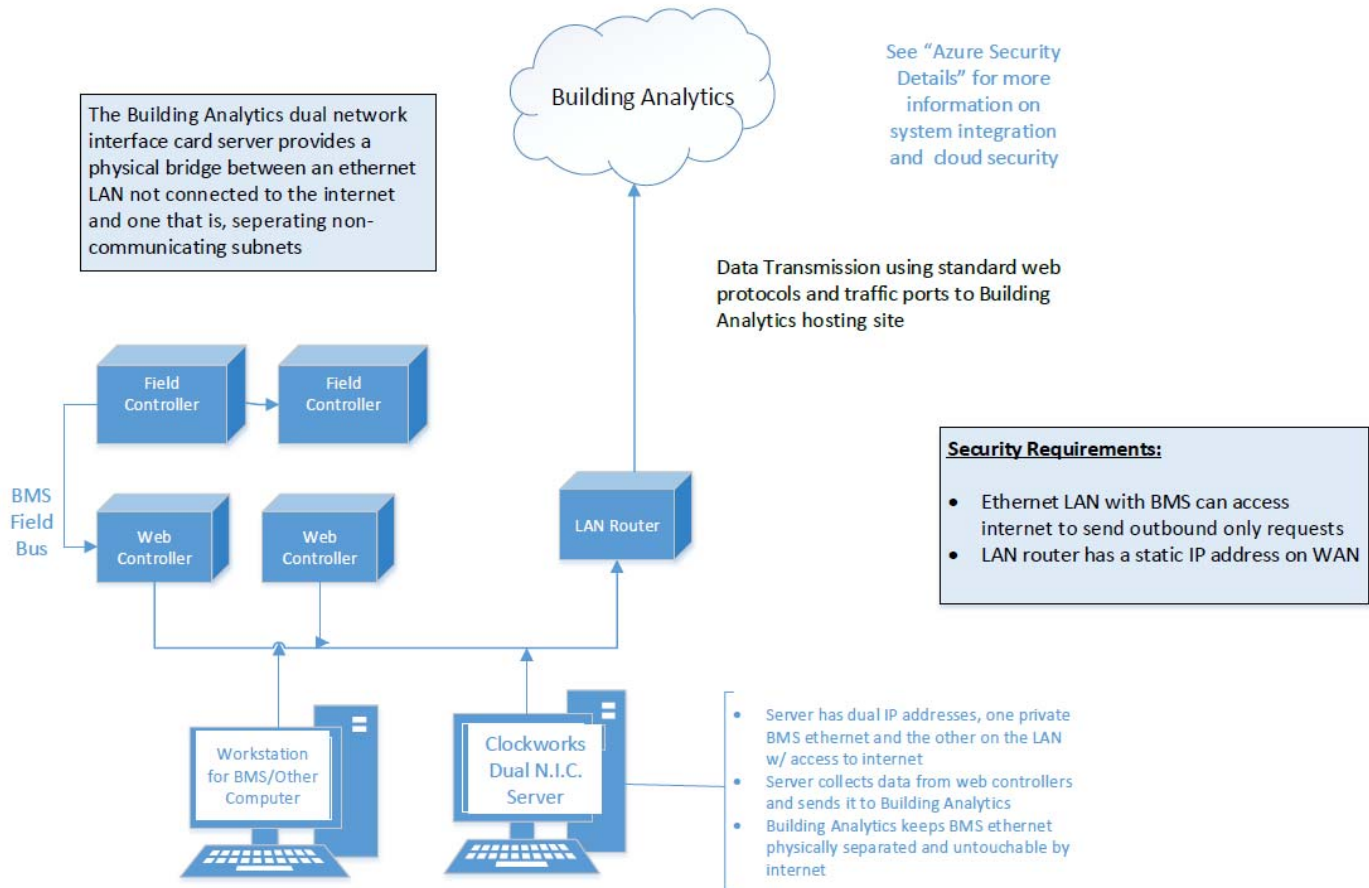 Building Analytics
See "Azure Security
Details" for more
information on
system integration
and cloud security
The Building Analytics dual network
interface card server provides a
physical bridge between an ethernet
LAN not connected to the internet
and one that is, seperating non-
communicating subnets
Data Transmission using standard web
protocols and traffic ports to Building
Analytics hosting site
Field
Controller
Field
Controller
BMS
Field
Bus
Web
Controller
Web
Controller
LAN Router
Security Requirements:
• Ethernet LAN with BMS can access
internet to send outbound only requests
• LAN router has a static IP address on WAN
Workstation
for BMS/Other
Computer
Clockworks
Dual N.I.C.
Server
• Server has dual IP addresses, one private
BMS ethernet and the other on the LAN
w/ access to internet
• Server collects data from web controllers
and sends it to Building Analytics
• Building Analytics keeps BMS ethernet
physically separated and untouchable by
internet